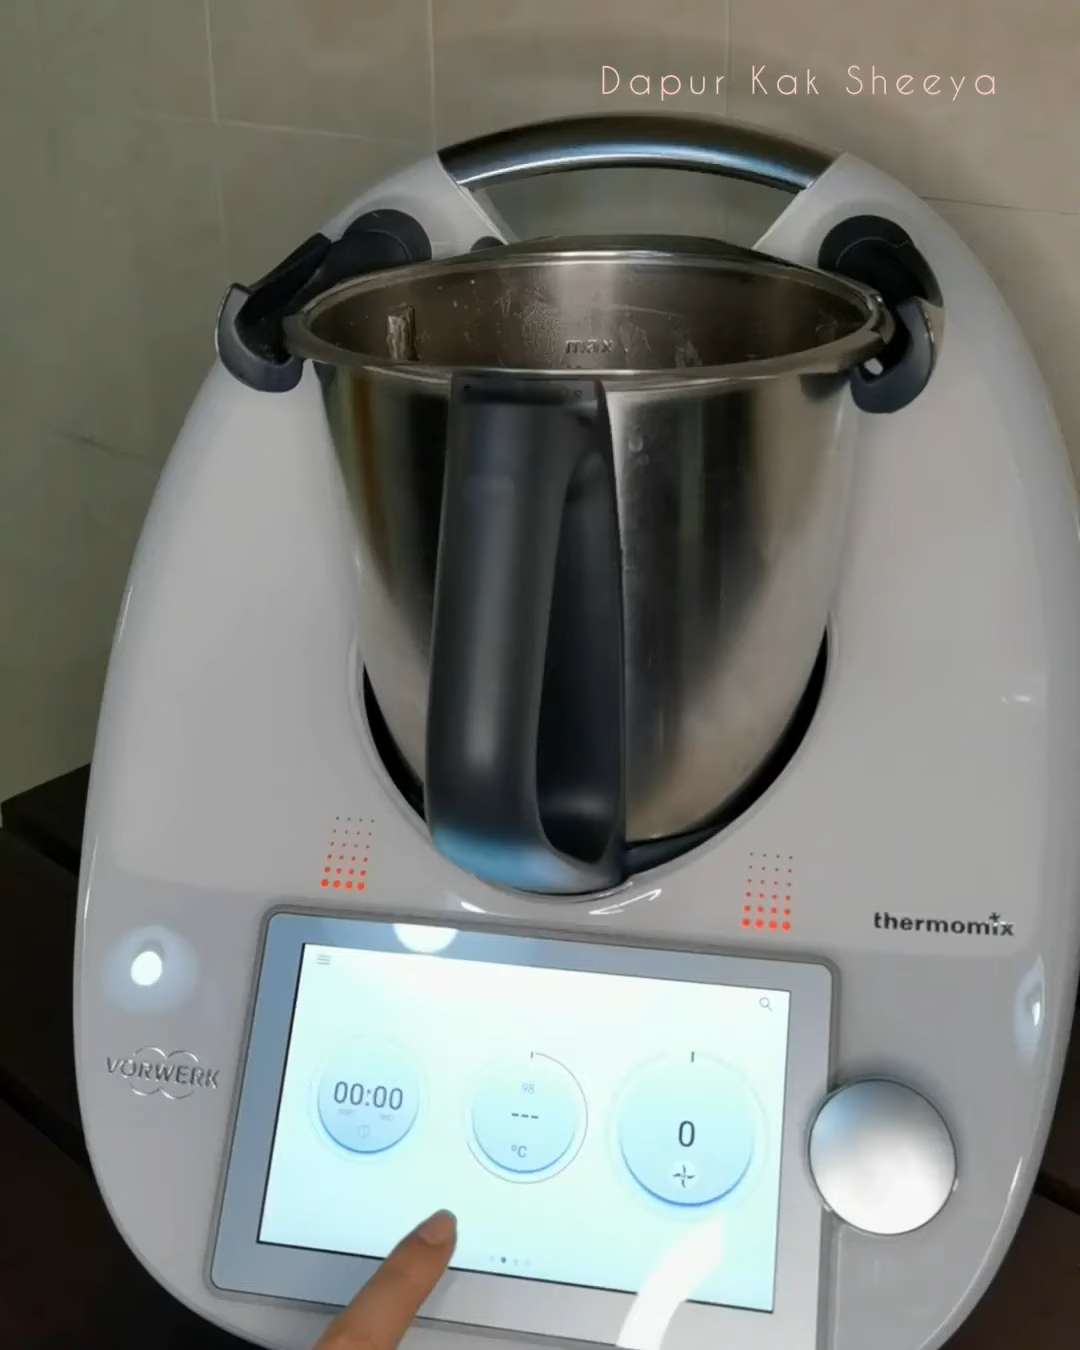 Dapur Kak Sheeya
max
thermomix
VORWERK
00:00
98
---
°C
0